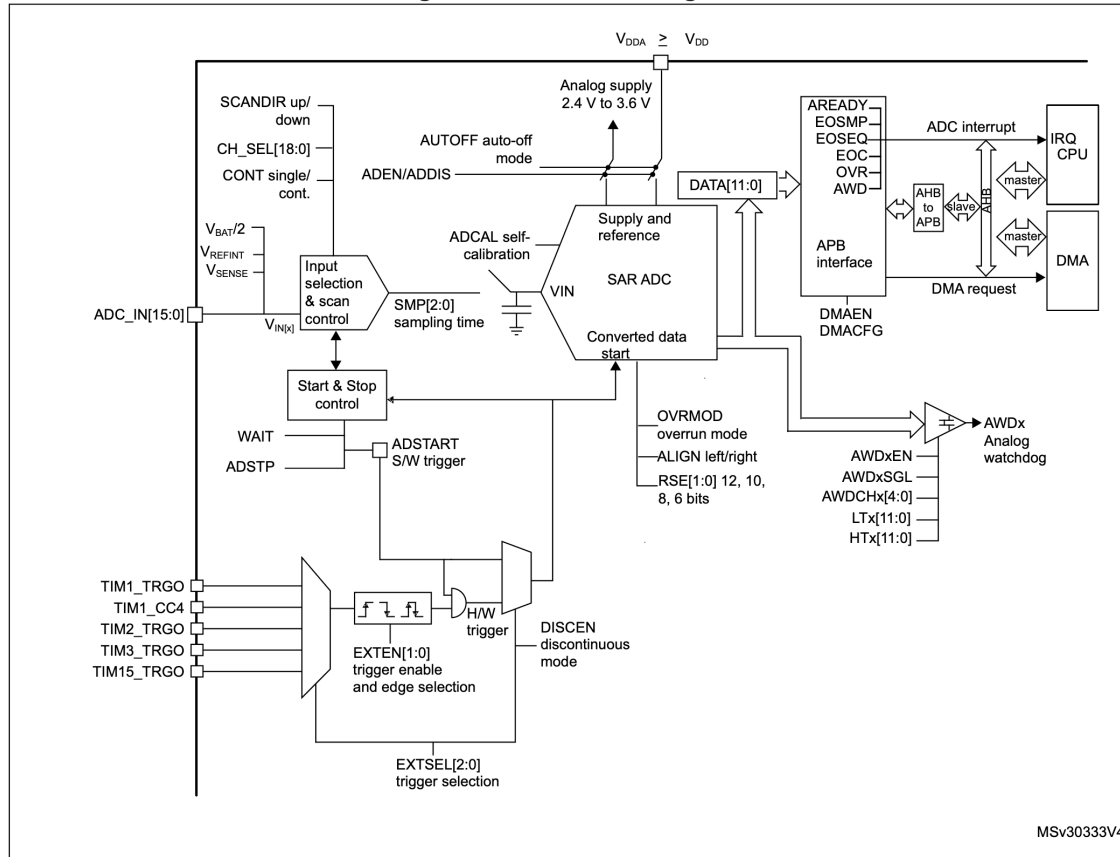 V_DDA ≥ V_DD
Analog supply
2.4 V to 3.6 V
SCANDIR up/
down
CH_SEL[18:0]
CONT single/
cont.
AUTOFF auto-off
mode
ADEN/ADDIS
AREADY
EOSMP
EOSEQ
EOC
OVR
AWD
ADC interrupt
IRQ
CPU
master
DATA[11:0]
AHB
to
APB
slave
AHB
APB
interface
master
DMA
DMA request
DMAEN
DMACFG
Supply and
reference
ADCAL self-
calibration
SAR ADC
VIN
Converted data
start
V_BAT/2
V_REFINT
V_SENSE
Input
selection
& scan
control
SMP[2:0]
sampling time
ADC_IN[15:0]
V_IN[x]
Start & Stop
control
WAIT
ADSTP
ADSTART
S/W trigger
OVRMOD
overrun mode
ALIGN left/right
RSE[1:0] 12, 10,
8, 6 bits
AWDx
Analog
watchdog
AWDxEN
AWDxSGL
AWDCHx[4:0]
LTx[11:0]
HTx[11:0]
TIM1_TRGO
TIM1_CC4
TIM2_TRGO
TIM3_TRGO
TIM15_TRGO
H/W
trigger
EXTEN[1:0]
trigger enable
and edge selection
DISCEN
discontinuous
mode
EXTSEL[2:0]
trigger selection
MSv30333V4